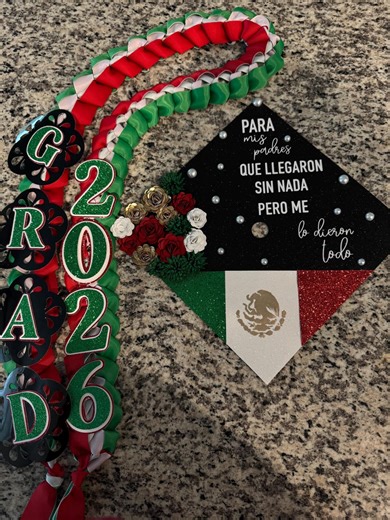 GRAD
2026
PARA
mis
padres
QUE LLEGARON
SIN NADA
PERO ME
lo dieron
todo